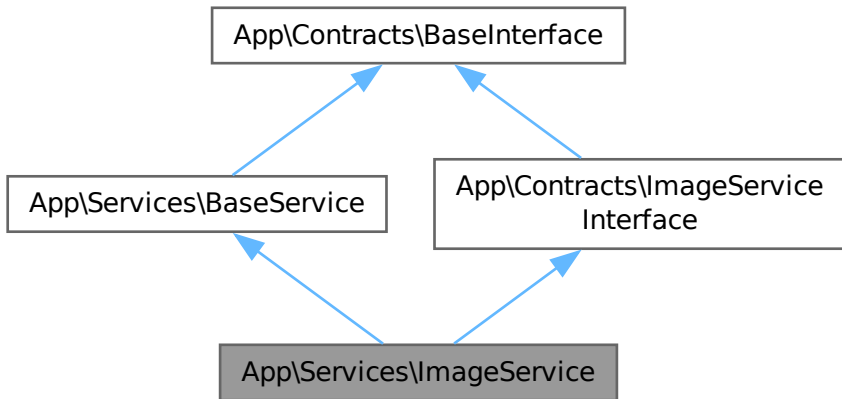 App\Contracts\BaseInterface
App\Services\BaseService
App\Contracts\ImageService
Interface
App\Services\ImageService